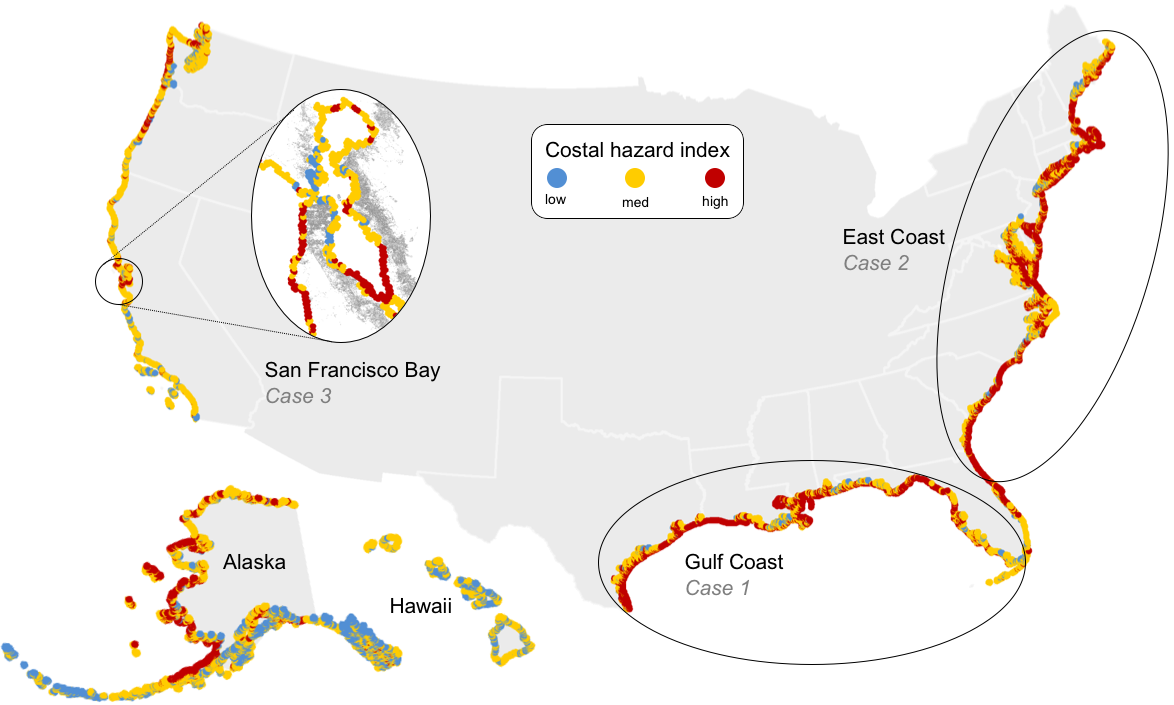 Costal hazard index
low med high
East Coast
Case 2
San Francisco Bay
Case 3
Gulf Coast
Case 1
Alaska
Hawaii